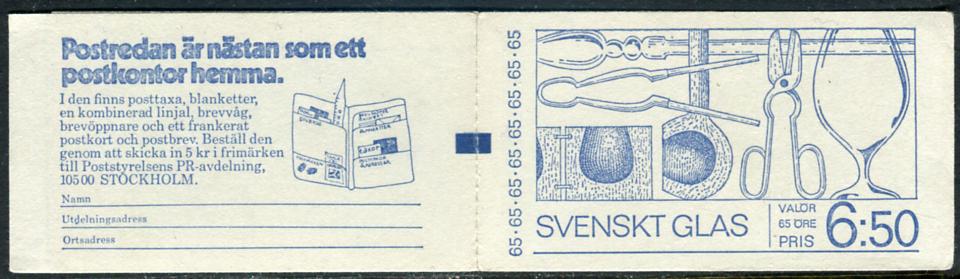 Postredan är nästan som ett
postkontor hemma.
I den finns posttaxa, blanketter,
en kombinerad linjal, brevvåg,
brevöppnare och ett frankerat
postkort och postbrev. Beställ den
genom att skicka in 5 kr i frimärken
till Poststyrelsens PR-avdelning,
105 00 STOCKHOLM.
Namn
Utdelningsadress
Ortsadress
65·65·65·65·65·65·65·65
SVENSKT GLAS
VALÖR
65 ÖRE
PRIS
6:50